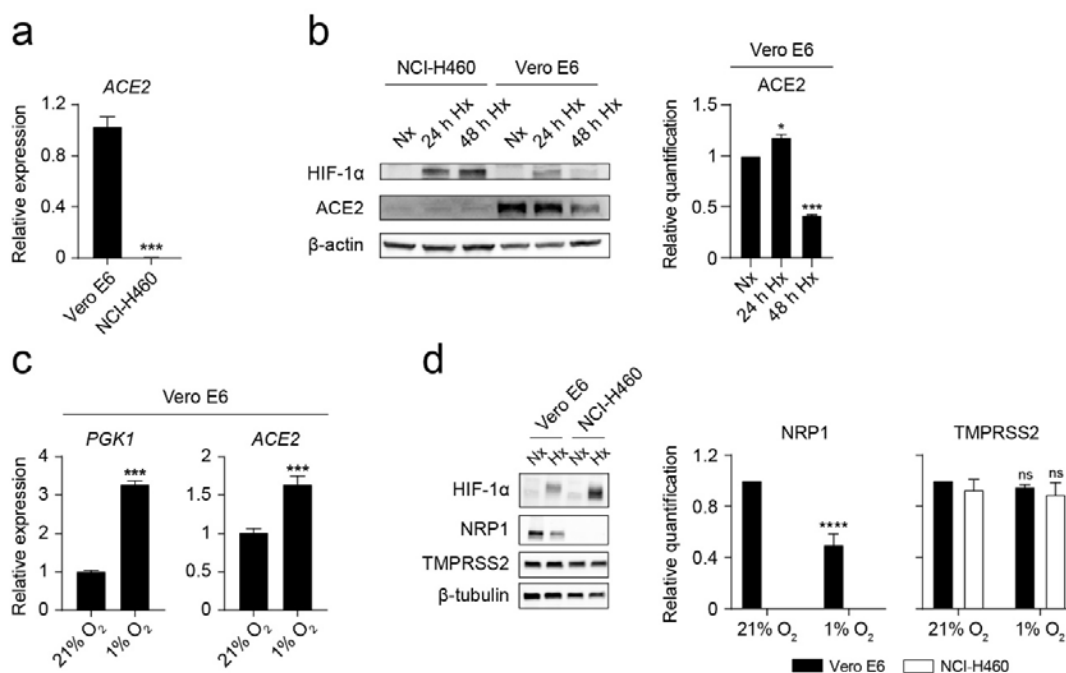 a
ACE2
Relative expression
1.2
0.8
0.4
0
***
Vero E6
NCI-H460
b
NCI-H460 Vero E6
Nx 24 h Hx 48 h Hx Nx 24 h Hx 48 h Hx
HIF-1α
ACE2
β-actin
Vero E6
ACE2
Relative quantification
1.5
1
0.5
0
* ***
Nx 24 h Hx 48 h Hx
c
Vero E6
PGK1
Relative expression
4
3
2
1
0
***
21% O₂ 1% O₂
ACE2
2
1.5
1
0.5
0
***
21% O₂ 1% O₂
d
Vero E6 NCI-H460
Nx Hx Nx Hx
HIF-1α
NRP1
TMPRSS2
β-tubulin
NRP1
Relative quantification
1.2
0.8
0.4
0
****
21% O₂ 1% O₂
TMPRSS2
ns ns
21% O₂ 1% O₂
Vero E6 NCI-H460